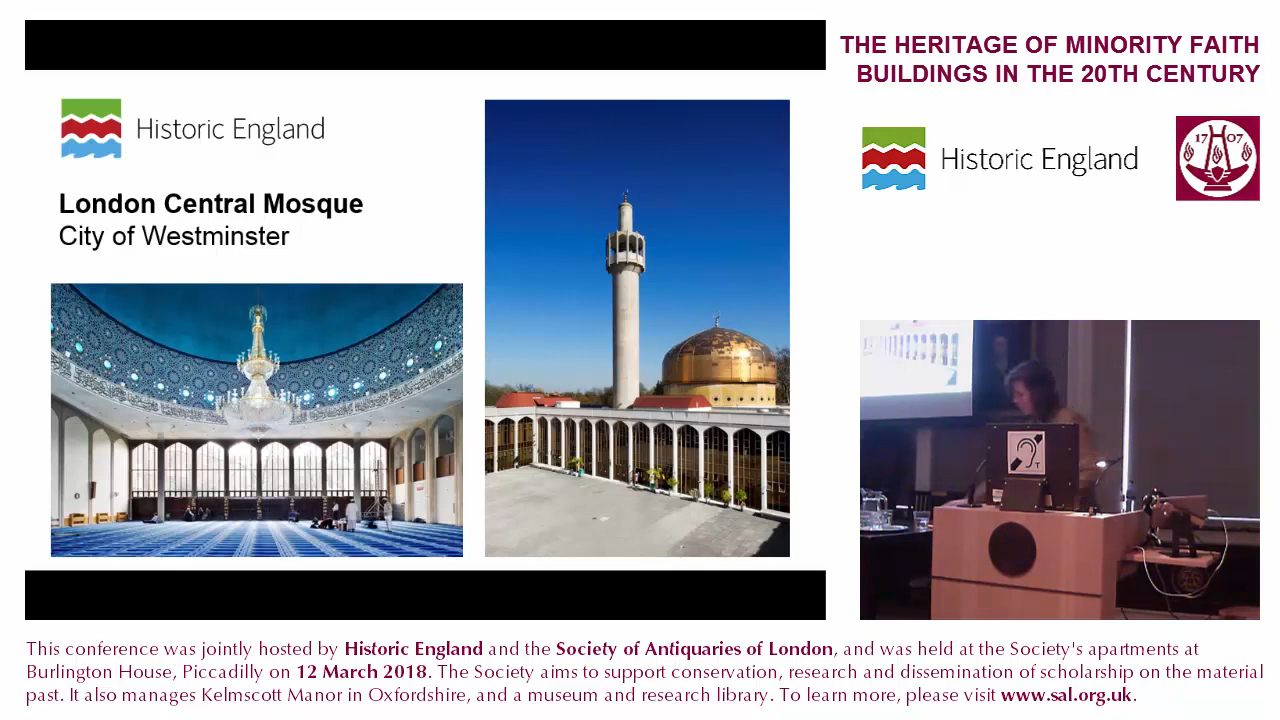 THE HERITAGE OF MINORITY FAITH
BUILDINGS IN THE 20TH CENTURY
Historic England
Historic England
17 07
London Central Mosque
City of Westminster
T
This conference was jointly hosted by Historic England and the Society of Antiquaries of London, and was held at the Society's apartments at
Burlington House, Piccadilly on 12 March 2018. The Society aims to support conservation, research and dissemination of scholarship on the material
past. It also manages Kelmscott Manor in Oxfordshire, and a museum and research library. To learn more, please visit www.sal.org.uk.